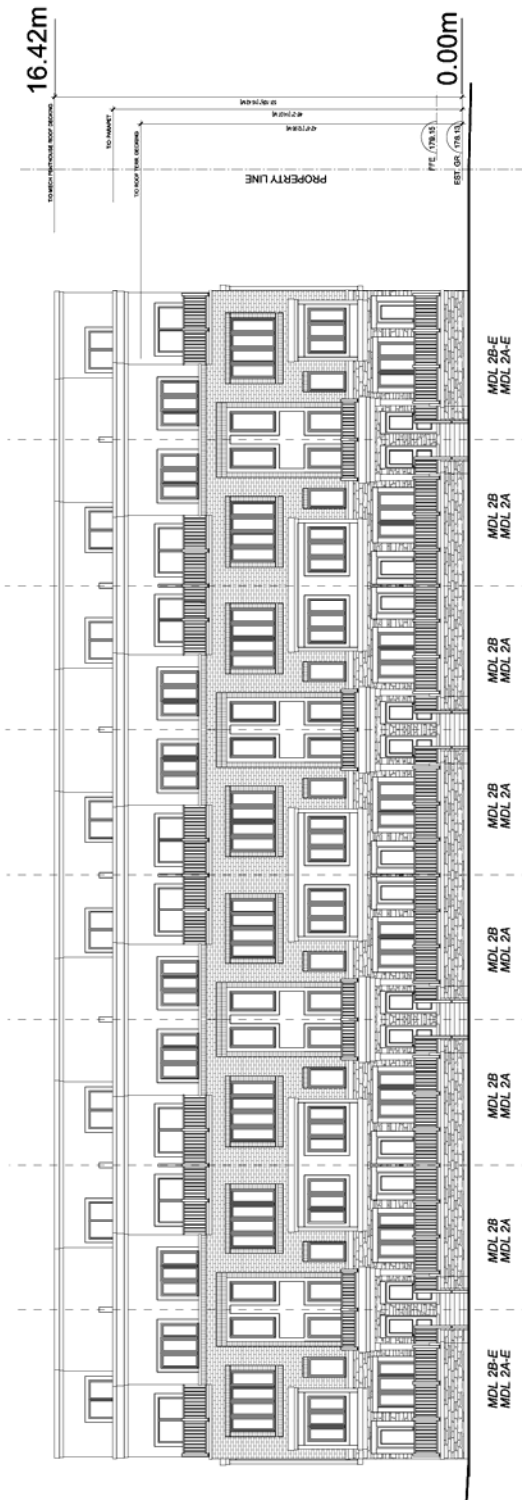 16.42m
T/O MECH PENTHOUSE ROOF DECKING
T/O PARAPET
T/O ROOF TERR. DECKING
PROPERTY LINE
FFE 179.15
EST. GR. 178.13
0.00m
MDL 2B-E
MDL 2A-E
MDL 2B
MDL 2A
MDL 2B
MDL 2A
MDL 2B
MDL 2A
MDL 2B
MDL 2A
MDL 2B
MDL 2A
MDL 2B
MDL 2A
MDL 2B-E
MDL 2A-E